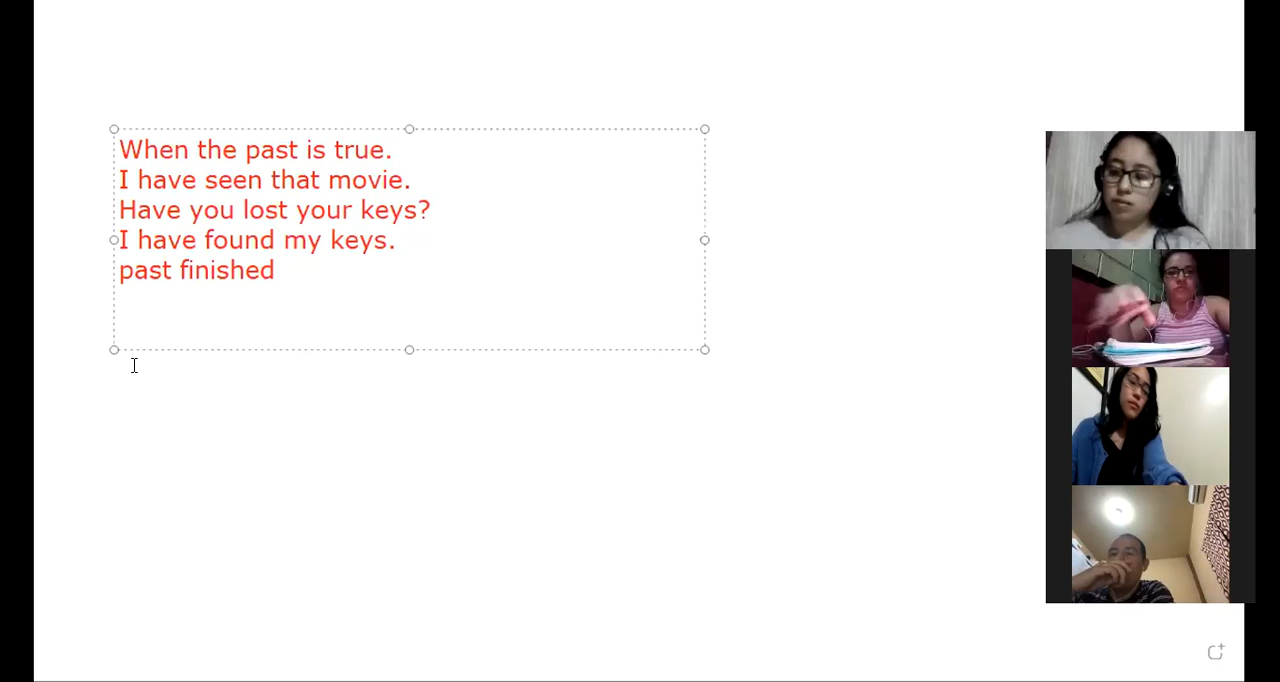 When the past is true.
I have seen that movie.
Have you lost your keys?
I have found my keys.
past finished